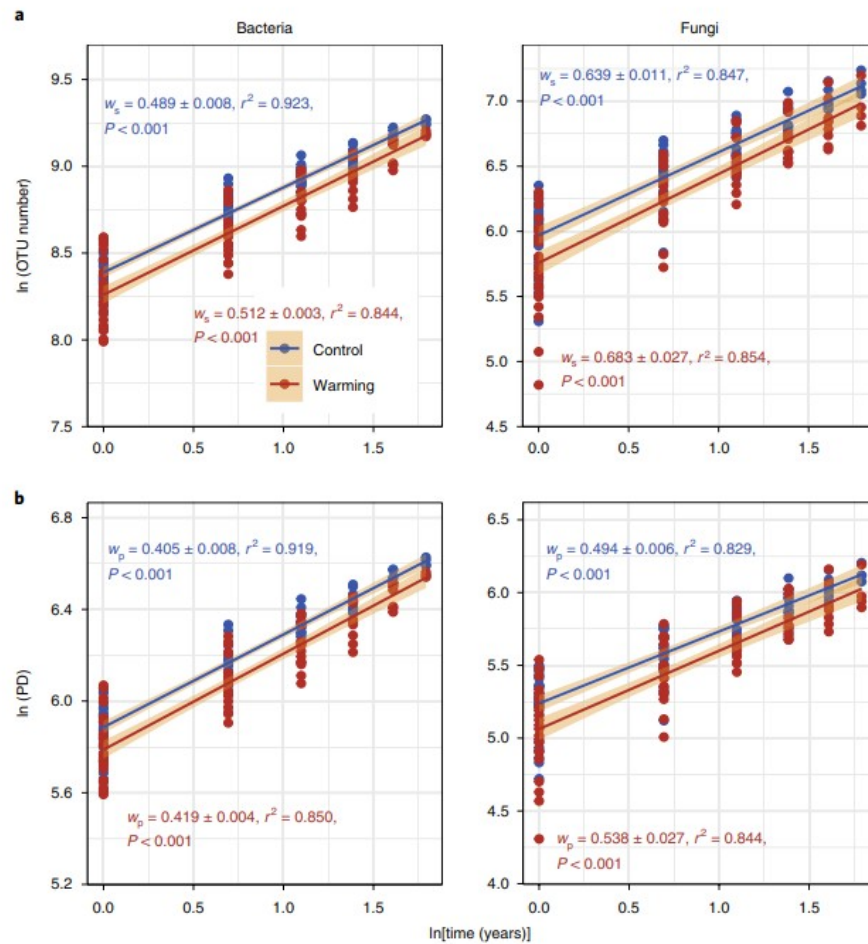 a
Bacteria
Fungi
9.5
9.0
8.5
8.0
7.5
ln (OTU number)
wₛ = 0.489 ± 0.008, r² = 0.923,
P < 0.001
wₛ = 0.512 ± 0.003, r² = 0.844,
P < 0.001
Control
Warming
0.0 0.5 1.0 1.5
7.0
6.5
6.0
5.5
5.0
4.5
wₛ = 0.639 ± 0.011, r² = 0.847,
P < 0.001
wₛ = 0.683 ± 0.027, r² = 0.854,
P < 0.001
0.0 0.5 1.0 1.5
b
6.8
6.4
6.0
5.6
5.2
ln (PD)
wₚ = 0.405 ± 0.008, r² = 0.919,
P < 0.001
wₚ = 0.419 ± 0.004, r² = 0.850,
P < 0.001
0.0 0.5 1.0 1.5
6.5
6.0
5.5
5.0
4.5
4.0
wₚ = 0.494 ± 0.006, r² = 0.829,
P < 0.001
wₚ = 0.538 ± 0.027, r² = 0.844,
P < 0.001
0.0 0.5 1.0 1.5
ln[time (years)]